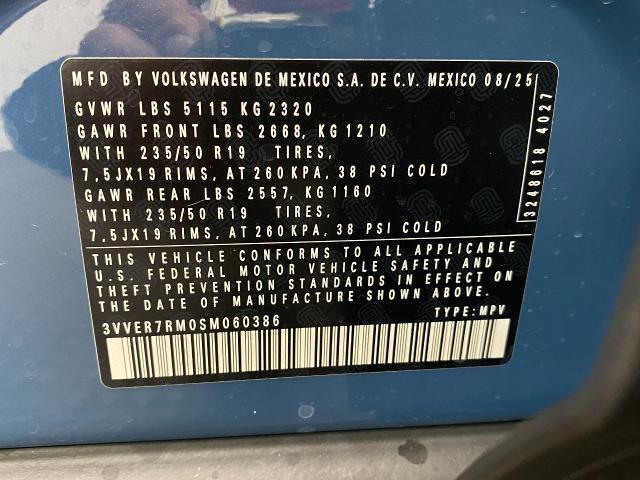 MFD BY VOLKSWAGEN DE MEXICO S.A. DE C.V. MEXICO 08/25
GVWR LBS 5115 KG 2320
GAWR FRONT LBS 2668, KG 1210
WITH 235/50 R19 TIRES,
7,5JX19 RIMS, AT 260 KPA, 38 PSI COLD
GAWR REAR LBS 2557, KG 1160
WITH 235/50 R19 TIRES,
7,5JX19 RIMS, AT 260 KPA, 38 PSI COLD
3248618 4027
THIS VEHICLE CONFORMS TO ALL APPLICABLE
U.S. FEDERAL MOTOR VEHICLE SAFETY AND
THEFT PREVENTION STANDARDS IN EFFECT ON
THE DATE OF MANUFACTURE SHOWN ABOVE.
3VVER7RM0SM060386 TYPE: MPV